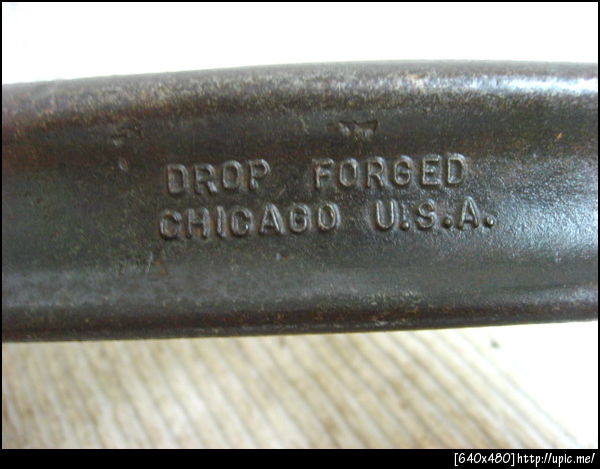 DROP FORGED
CHICAGO U.S.A.
[640x480]http://upic.me/